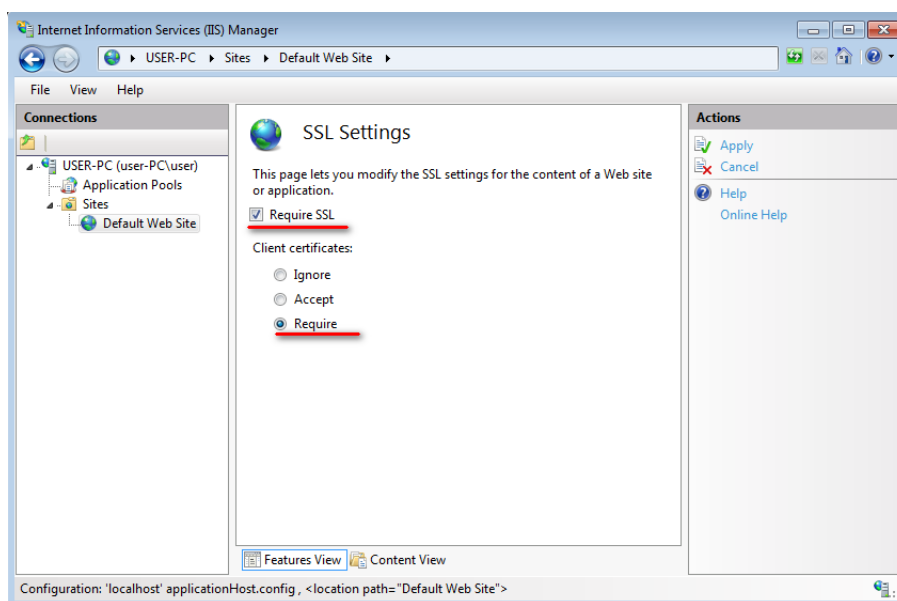 Internet Information Services (IIS) Manager
USER-PC Sites Default Web Site
File View Help
Connections
USER-PC (user-PC\user)
Application Pools
Sites
Default Web Site
SSL Settings
This page lets you modify the SSL settings for the content of a Web site
or application.
Require SSL
Client certificates:
Ignore
Accept
Require
Features View Content View
Actions
Apply
Cancel
Help
Online Help
Configuration: 'localhost' applicationHost.config , <location path="Default Web Site">